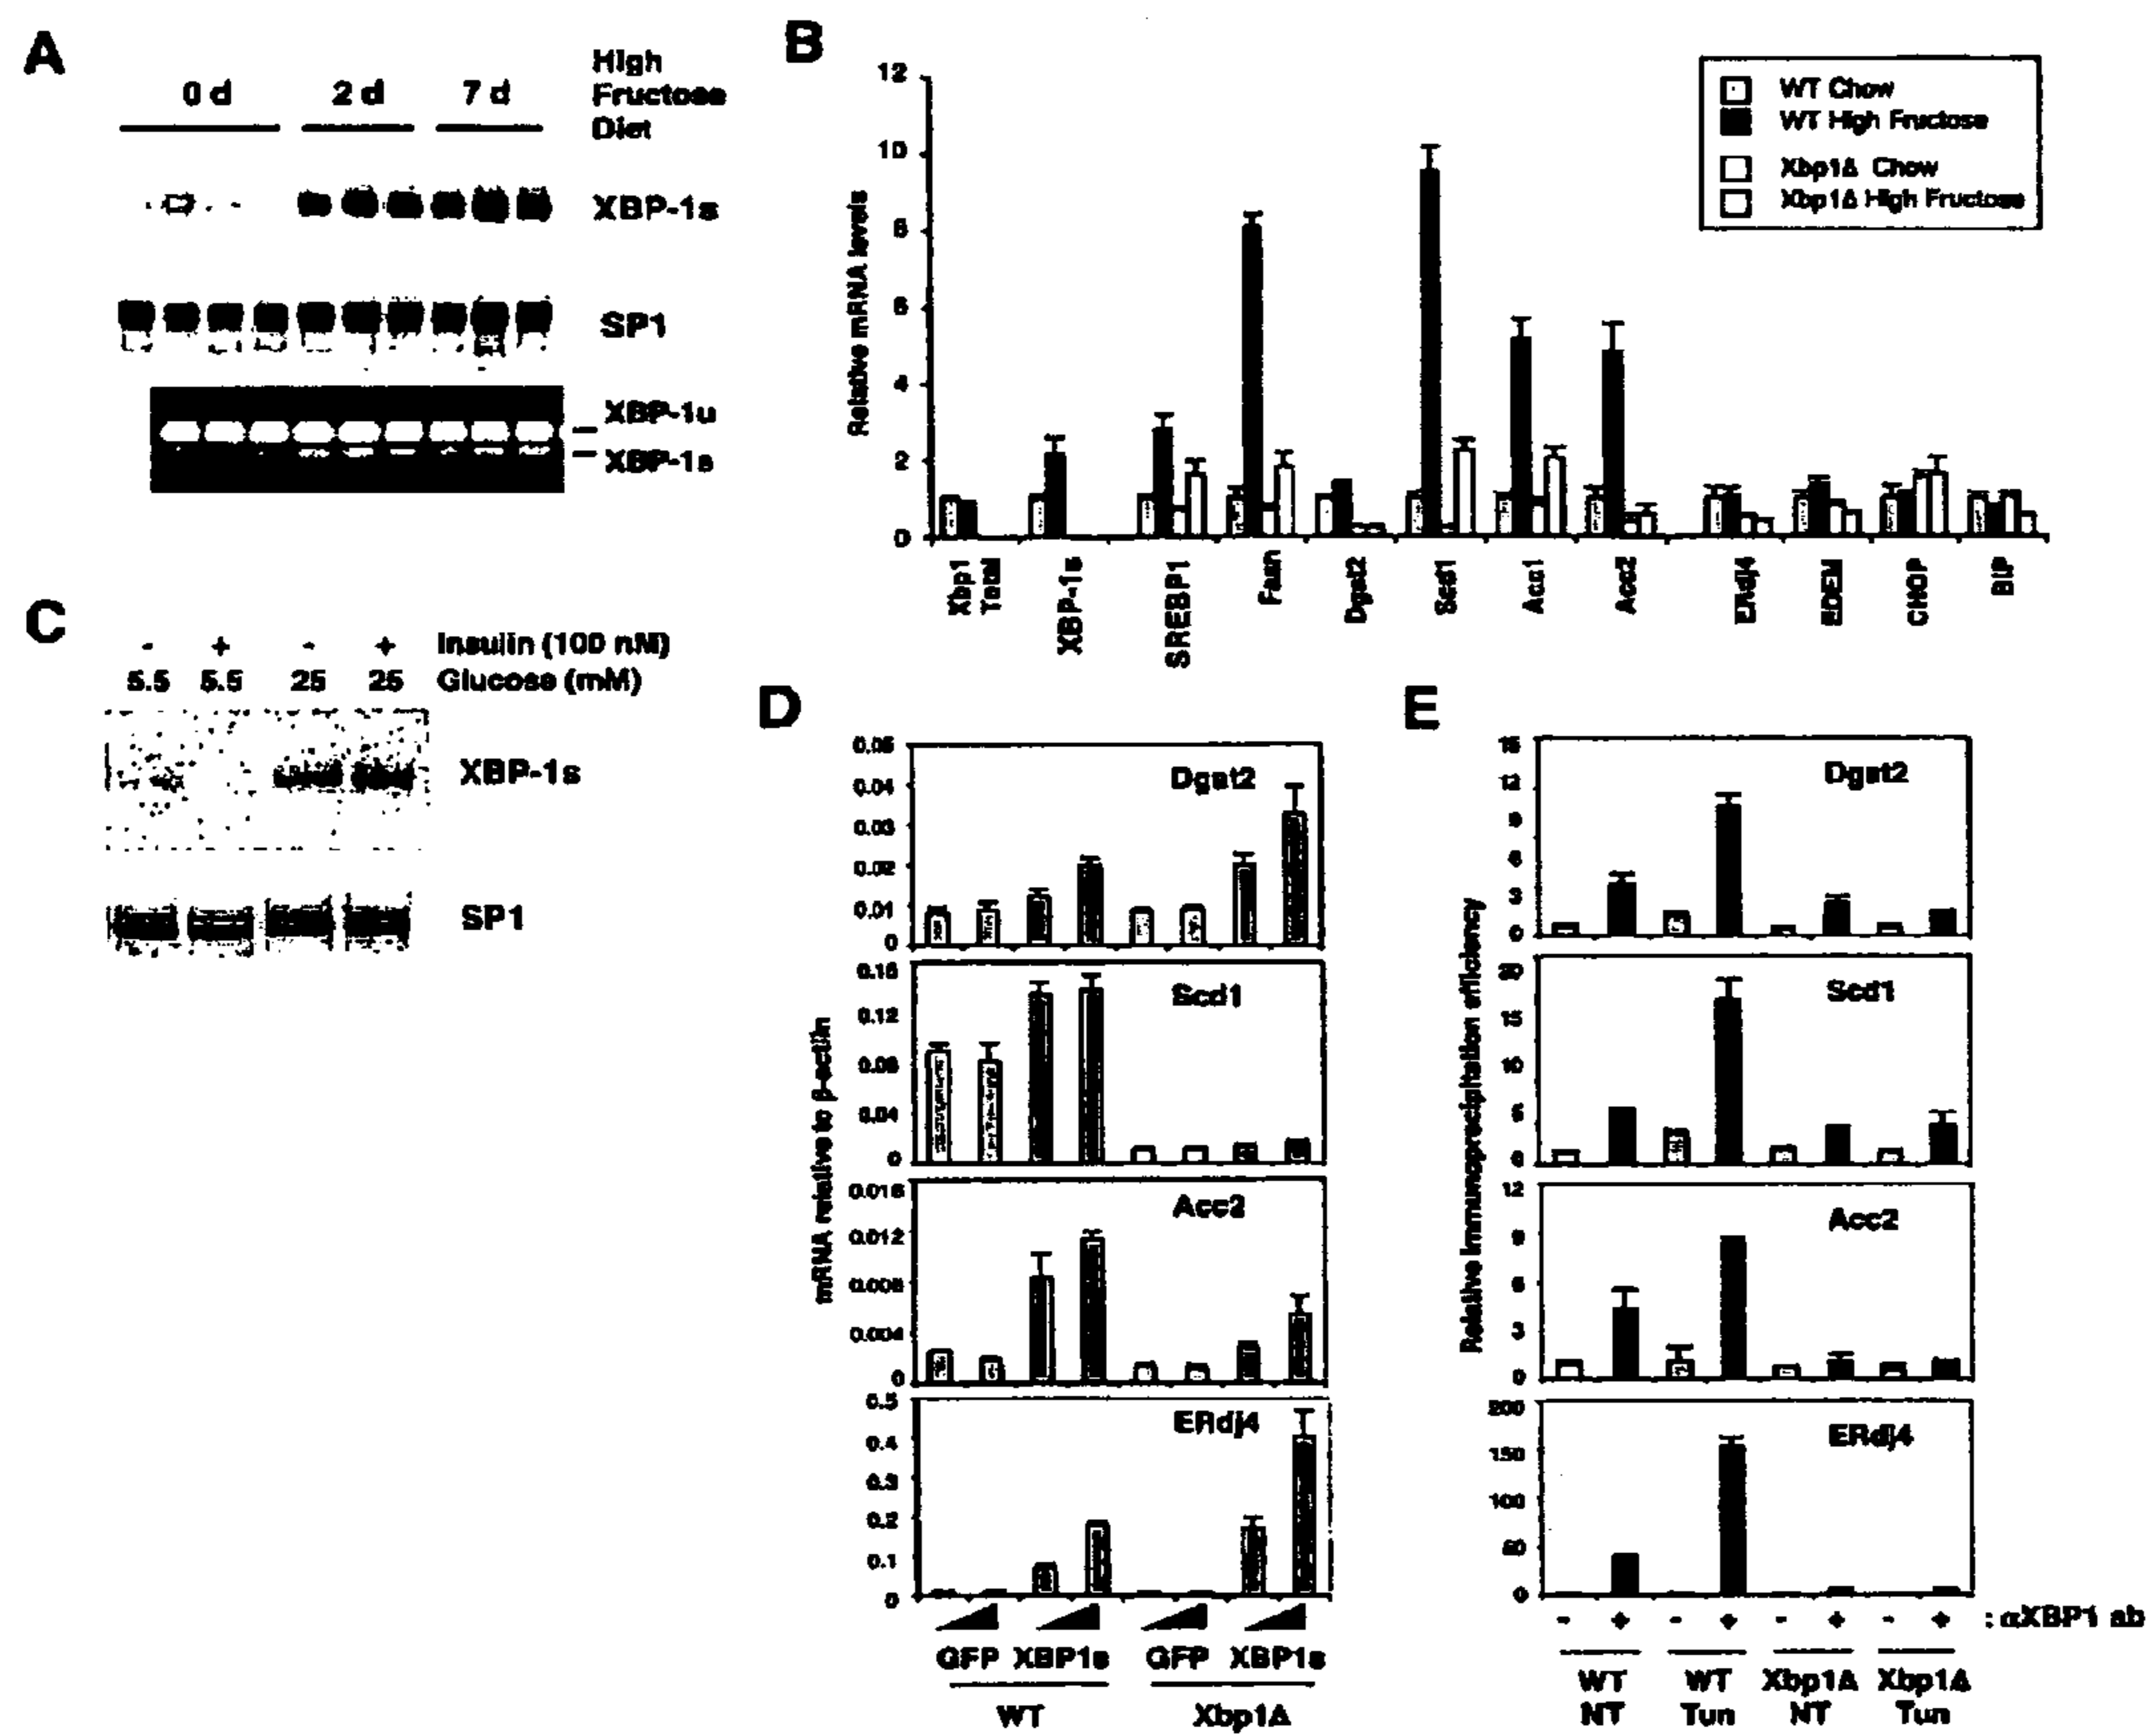 A
0 d 2 d 7 d
High
Fructose
Diet
XBP-1s
SP1
XBP-1u
XBP-1s
B
12
10
8
6
4
2
0
Relative mRNA levels
WT Chow
WT High Fructose
Xbp1Δ Chow
Xbp1Δ High Fructose
Xbp1 Total
XBP-1s
SREBP1
Fasn
Dgat2
Scd1
Acc1
Acc2
ERdj4
EDEM
CHOP
BiP
C
- + - + Insulin (100 nM)
5.5 5.5 25 25 Glucose (mM)
XBP-1s
SP1
D
mRNA relative to β-actin
0.05
0.04
0.03
0.02
0.01
0
Dgat2
0.16
0.12
0.08
0.04
0
Scd1
0.016
0.012
0.008
0.004
0
Acc2
0.5
0.4
0.3
0.2
0.1
0
ERdj4
GFP XBP1s GFP XBP1s
WT Xbp1Δ
E
Relative immunoprecipitation efficiency
15
12
9
6
3
0
Dgat2
20
15
10
5
0
Scd1
12
9
6
3
0
Acc2
200
150
100
50
0
ERdj4
- + - + - + - + : αXBP1 ab
WT WT Xbp1Δ Xbp1Δ
NT Tun NT Tun